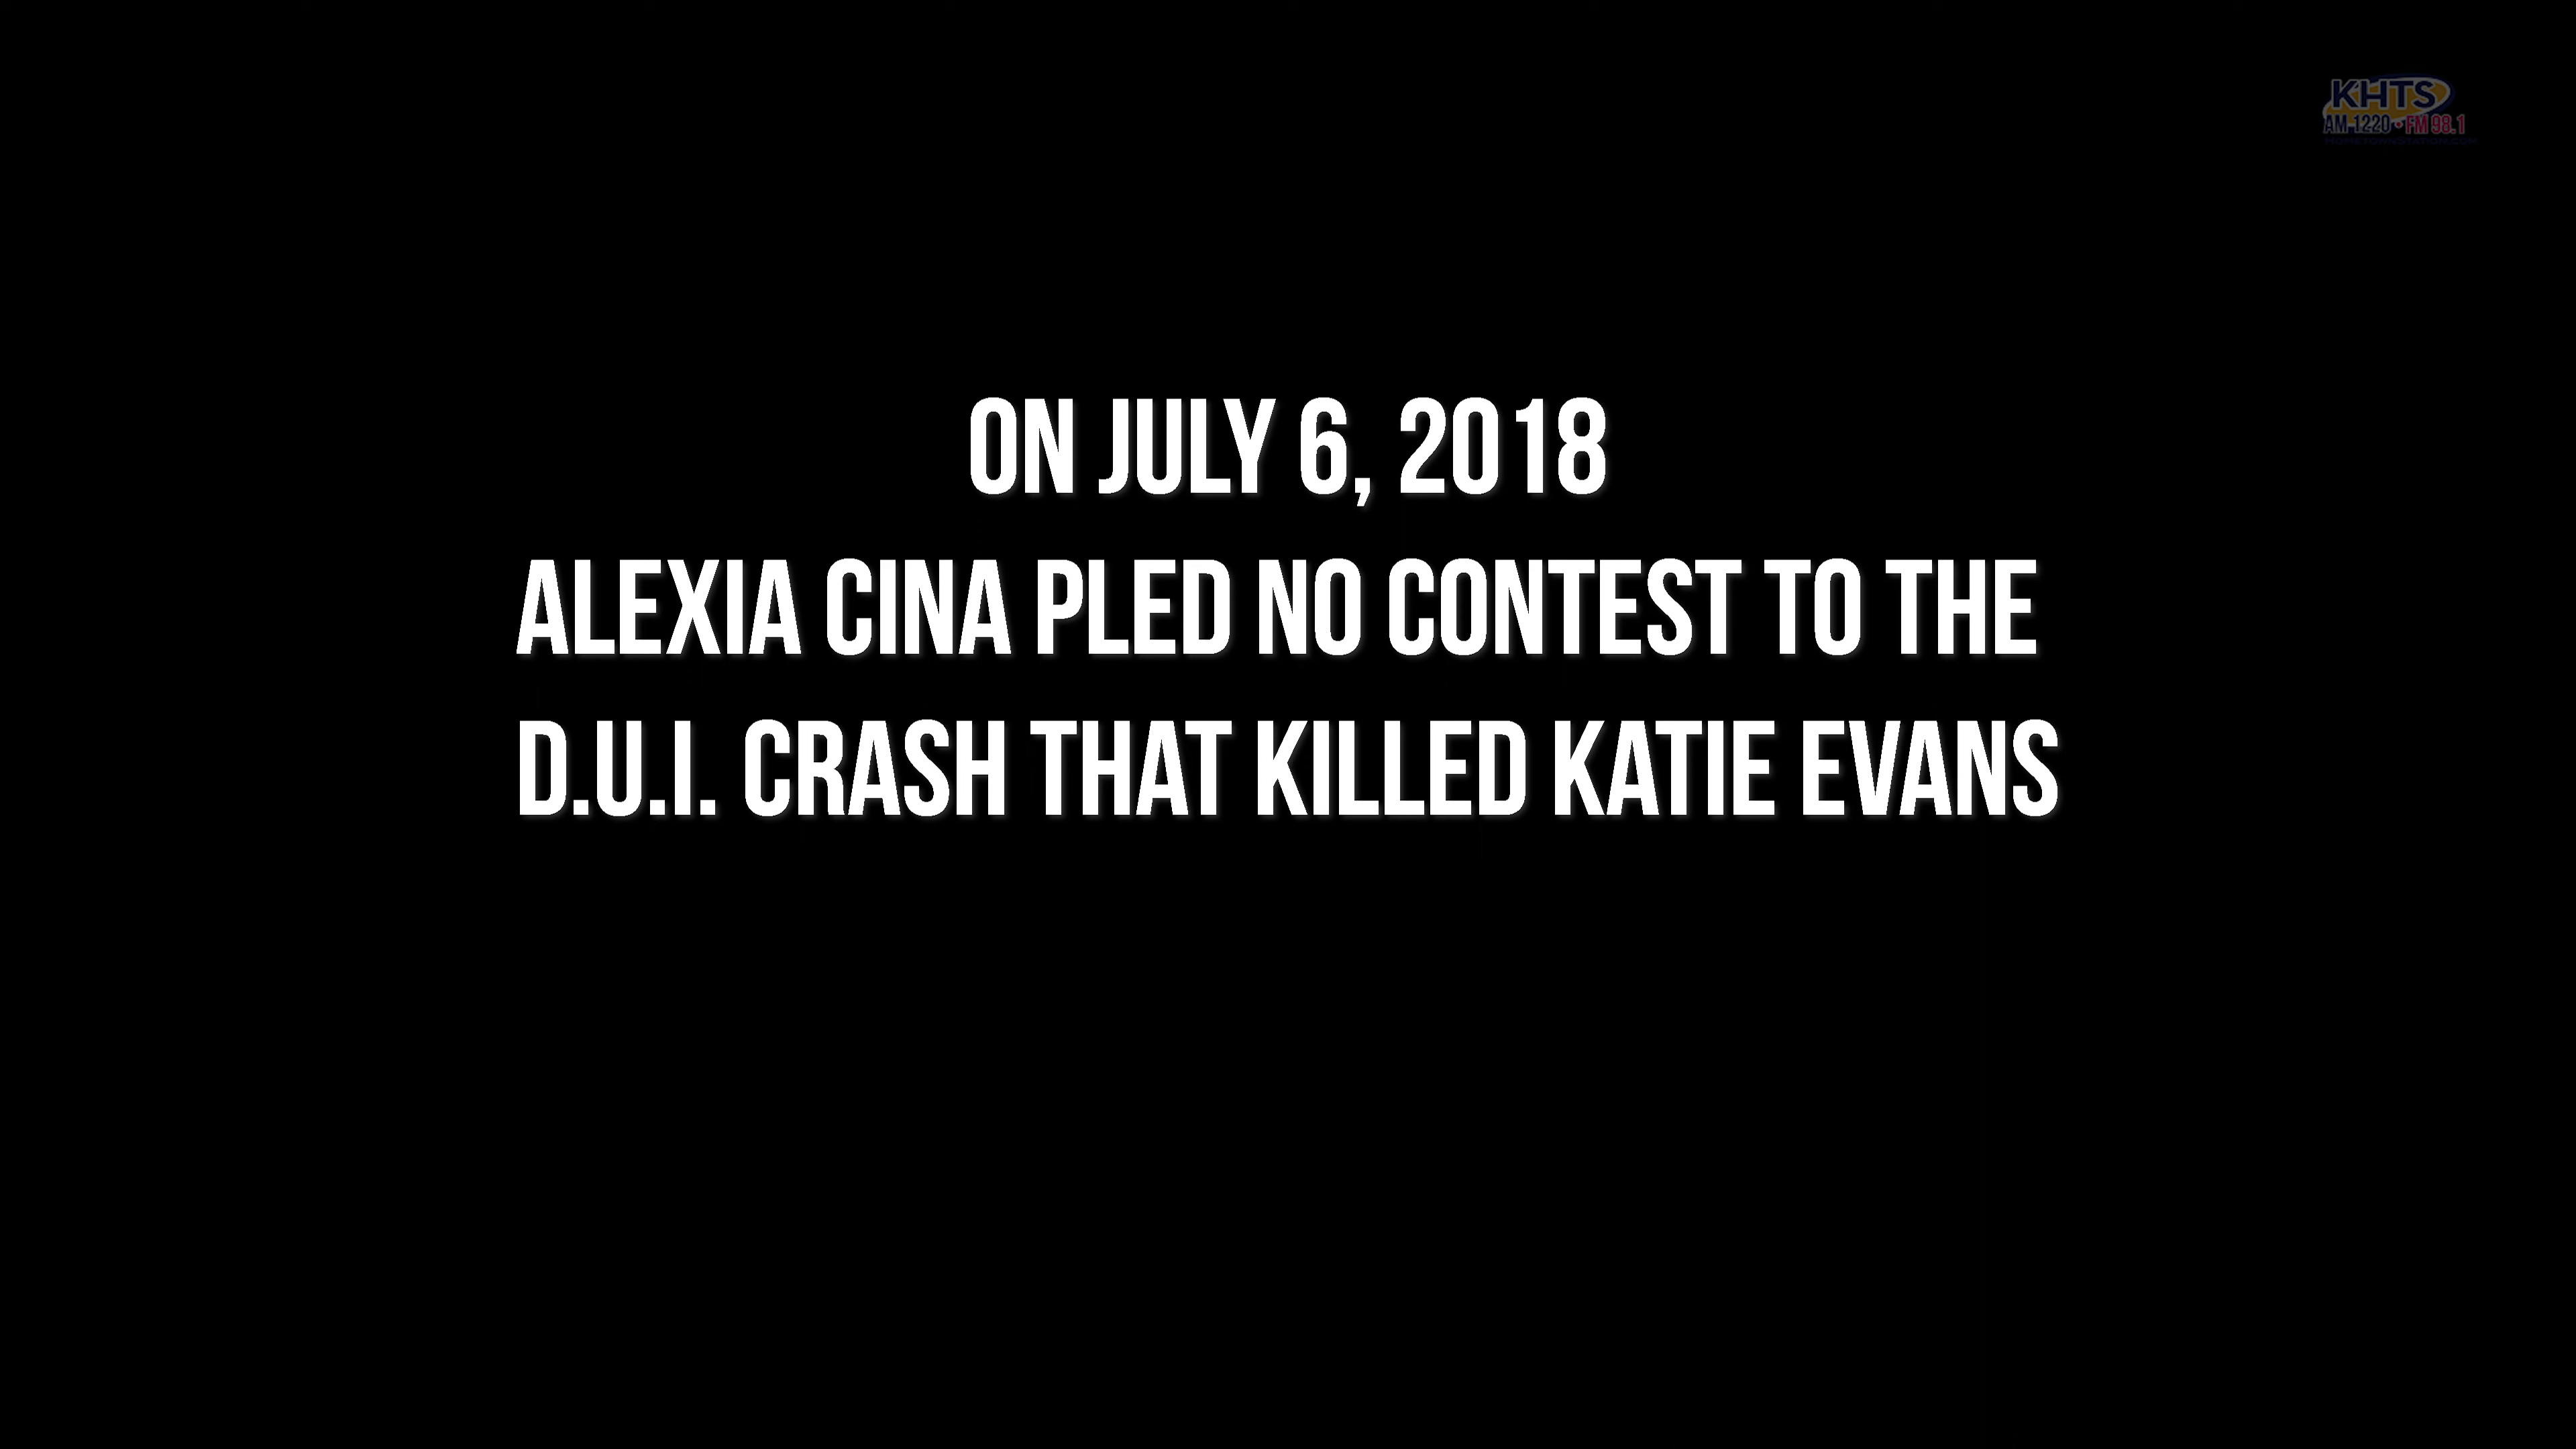 KHTS
AM-1220 • FM 98.1
ON JULY 6, 2018
ALEXIA CINA PLED NO CONTEST TO THE
D.U.I. CRASH THAT KILLED KATIE EVANS